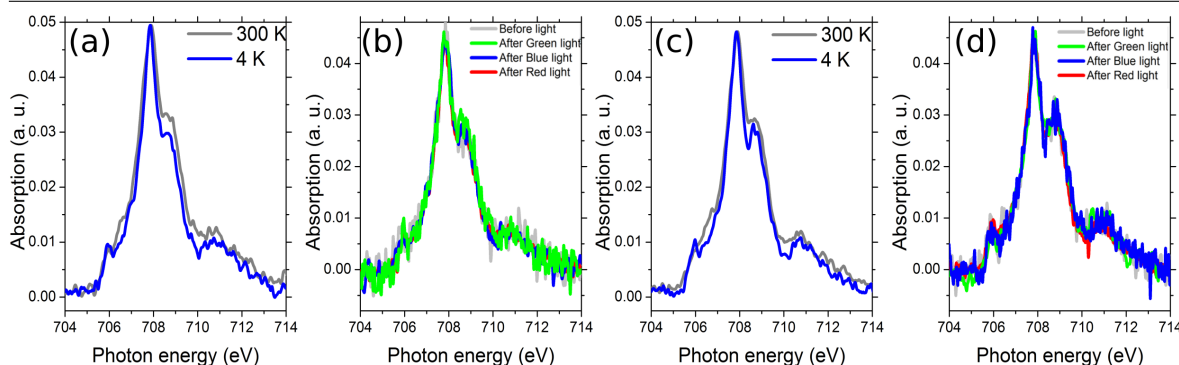 (a)
300 K
4 K
Absorption (a. u.)
0.05
0.04
0.03
0.02
0.01
0.00
704 706 708 710 712 714
Photon energy (eV)
(b)
Before light
After Green light
After Blue light
After Red light
Absorption (a. u.)
0.04
0.03
0.02
0.01
0.00
704 706 708 710 712 714
Photon energy (eV)
(c)
300 K
4 K
Absorption (a. u.)
0.05
0.04
0.03
0.02
0.01
0.00
704 706 708 710 712 714
Photon energy (eV)
(d)
Before light
After Green light
After Blue light
After Red light
Absorption (a. u.)
0.04
0.03
0.02
0.01
0.00
704 706 708 710 712 714
Photon energy (eV)